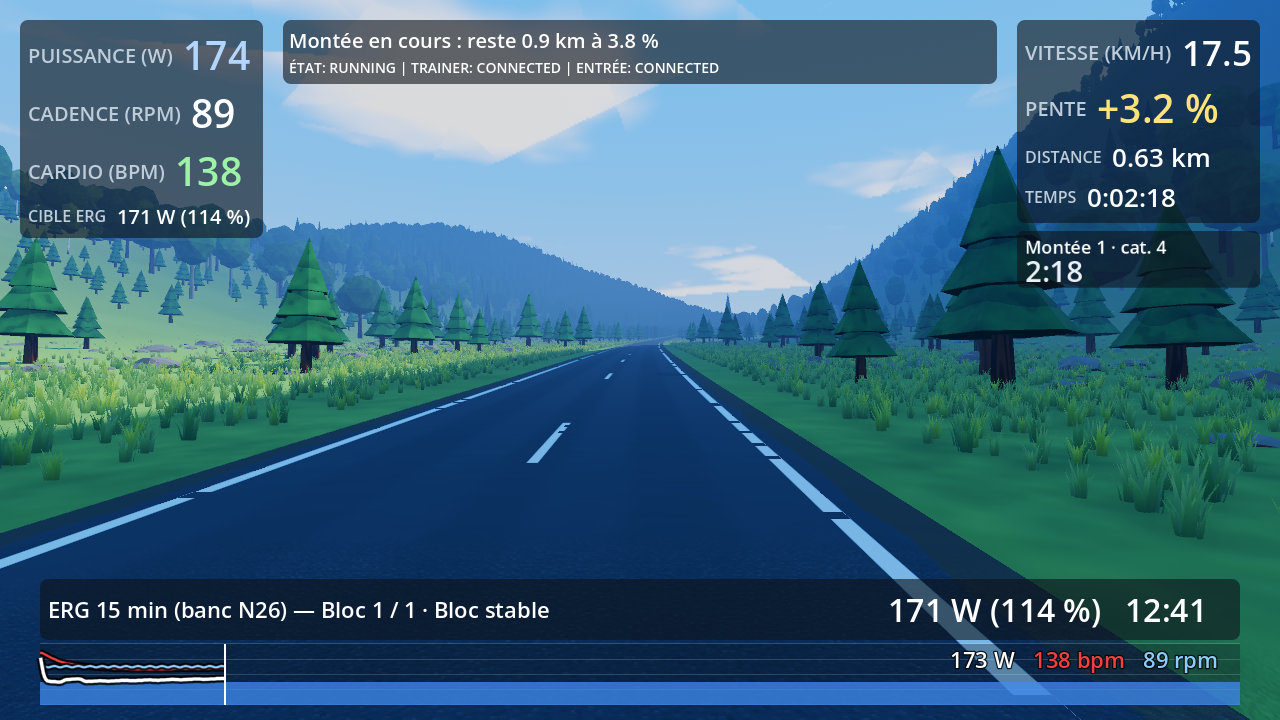 PUISSANCE (W) 174
CADENCE (RPM) 89
CARDIO (BPM) 138
CIBLE ERG 171 W (114 %)
Montée en cours : reste 0.9 km à 3.8 %
ÉTAT: RUNNING | TRAINER: CONNECTED | ENTRÉE: CONNECTED
VITESSE (KM/H) 17.5
PENTE +3.2 %
DISTANCE 0.63 km
TEMPS 0:02:18
Montée 1 · cat. 4
2:18
ERG 15 min (banc N26) — Bloc 1 / 1 · Bloc stable 171 W (114 %) 12:41
173 W 138 bpm 89 rpm